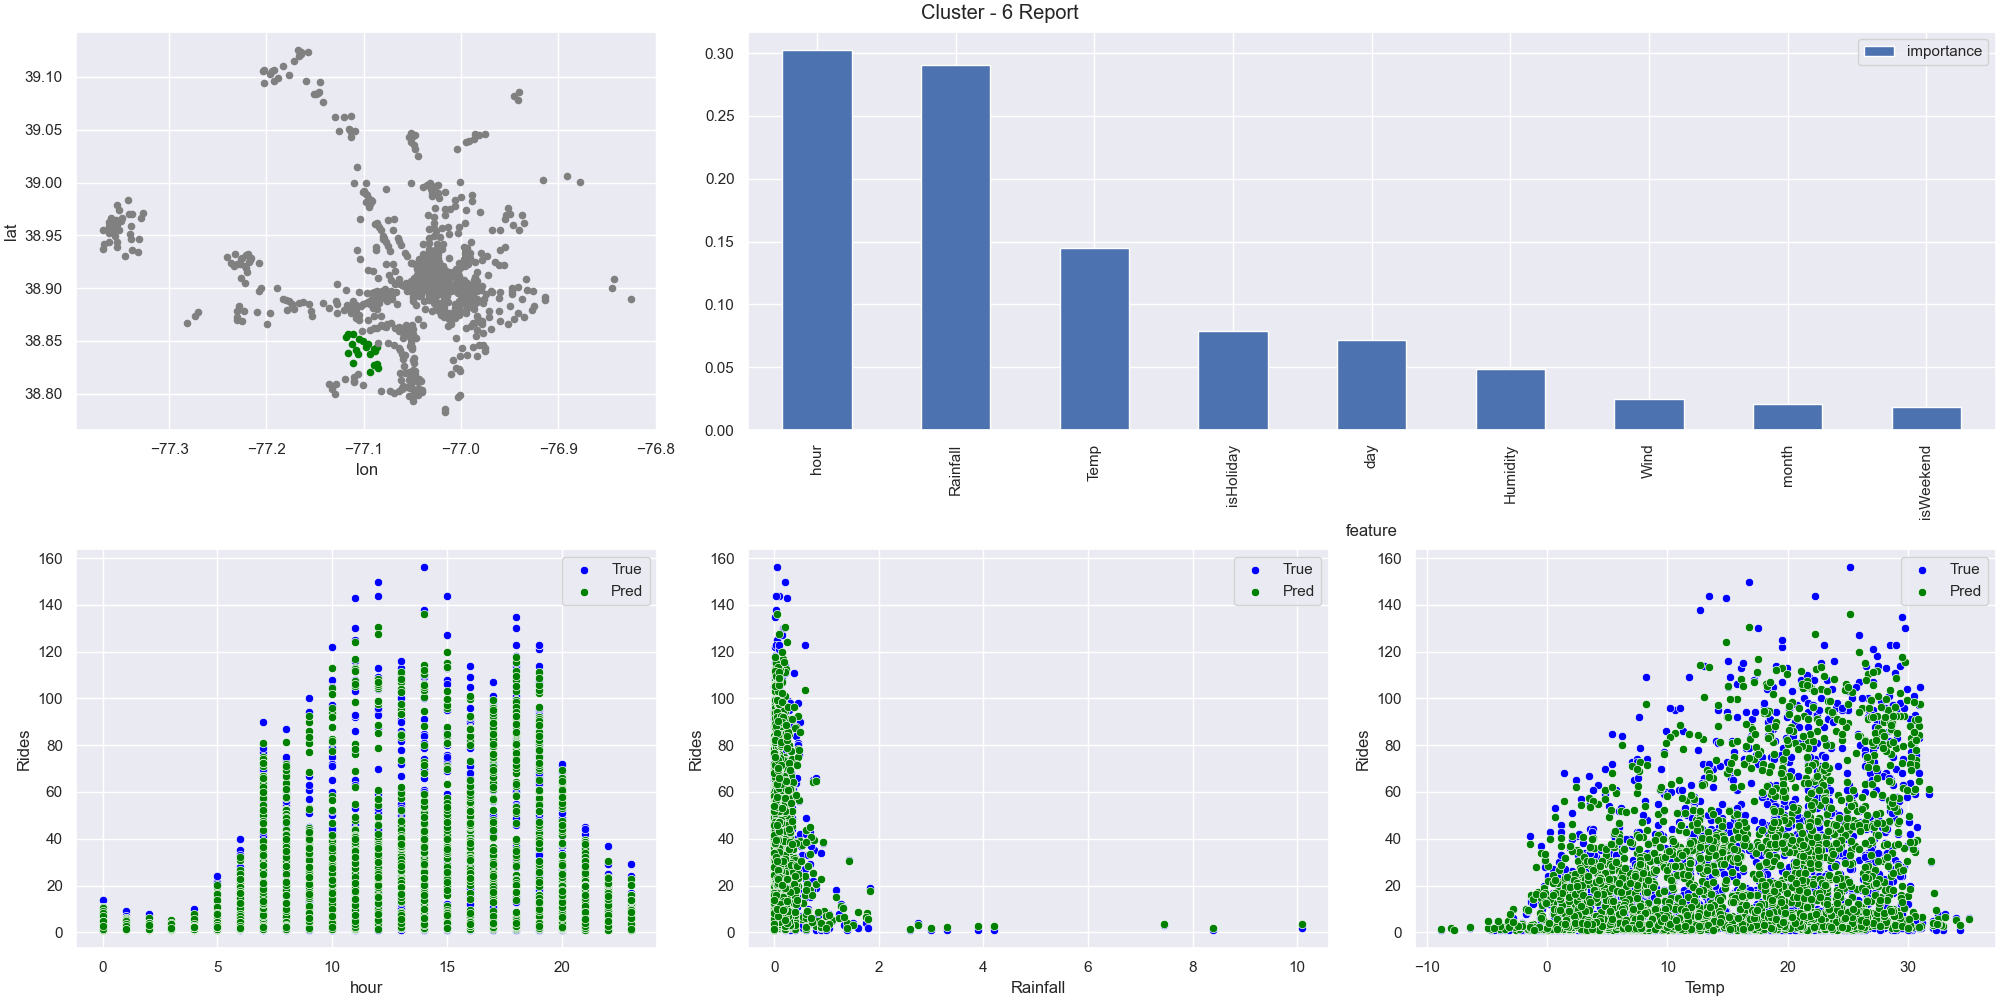 Cluster - 6 Report
39.10
39.05
39.00
38.95
38.90
38.85
38.80
lat
−77.3 −77.2 −77.1 −77.0 −76.9 −76.8
lon
importance
0.30
0.25
0.20
0.15
0.10
0.05
0.00
hour Rainfall Temp isHoliday day Humidity Wind month isWeekend
feature
160
140
120
100
80
60
40
20
0
Rides
True
Pred
0 5 10 15 20
hour
160
140
120
100
80
60
40
20
0
Rides
True
Pred
0 2 4 6 8 10
Rainfall
160
140
120
100
80
60
40
20
0
Rides
True
Pred
−10 0 10 20 30
Temp